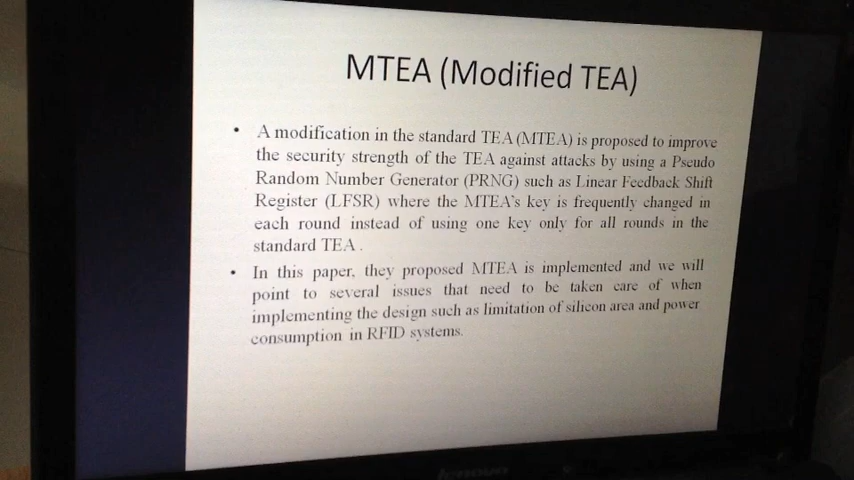 MTEA (Modified TEA)
• A modification in the standard TEA (MTEA) is proposed to improve
the security strength of the TEA against attacks by using a Pseudo
Random Number Generator (PRNG) such as Linear Feedback Shift
Register (LFSR) where the MTEA's key is frequently changed in
each round instead of using one key only for all rounds in the
standard TEA .
• In this paper, they proposed MTEA is implemented and we will
point to several issues that need to be taken care of when
implementing the design such as limitation of silicon area and power
consumption in RFID systems.
lenovo